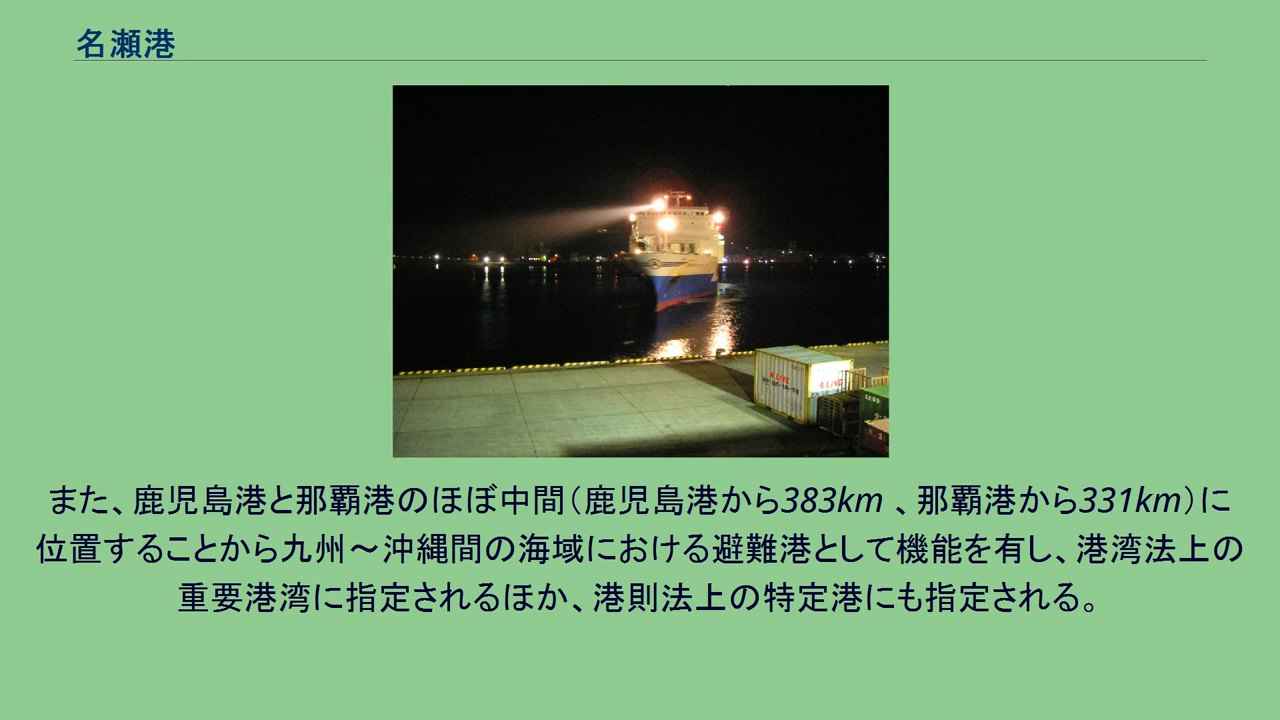 名瀬港
A LINE
A LINE
また、鹿児島港と那覇港のほぼ中間（鹿児島港から383km 、那覇港から331km）に
位置することから九州～沖縄間の海域における避難港として機能を有し、港湾法上の
重要港湾に指定されるほか、港則法上の特定港にも指定される。